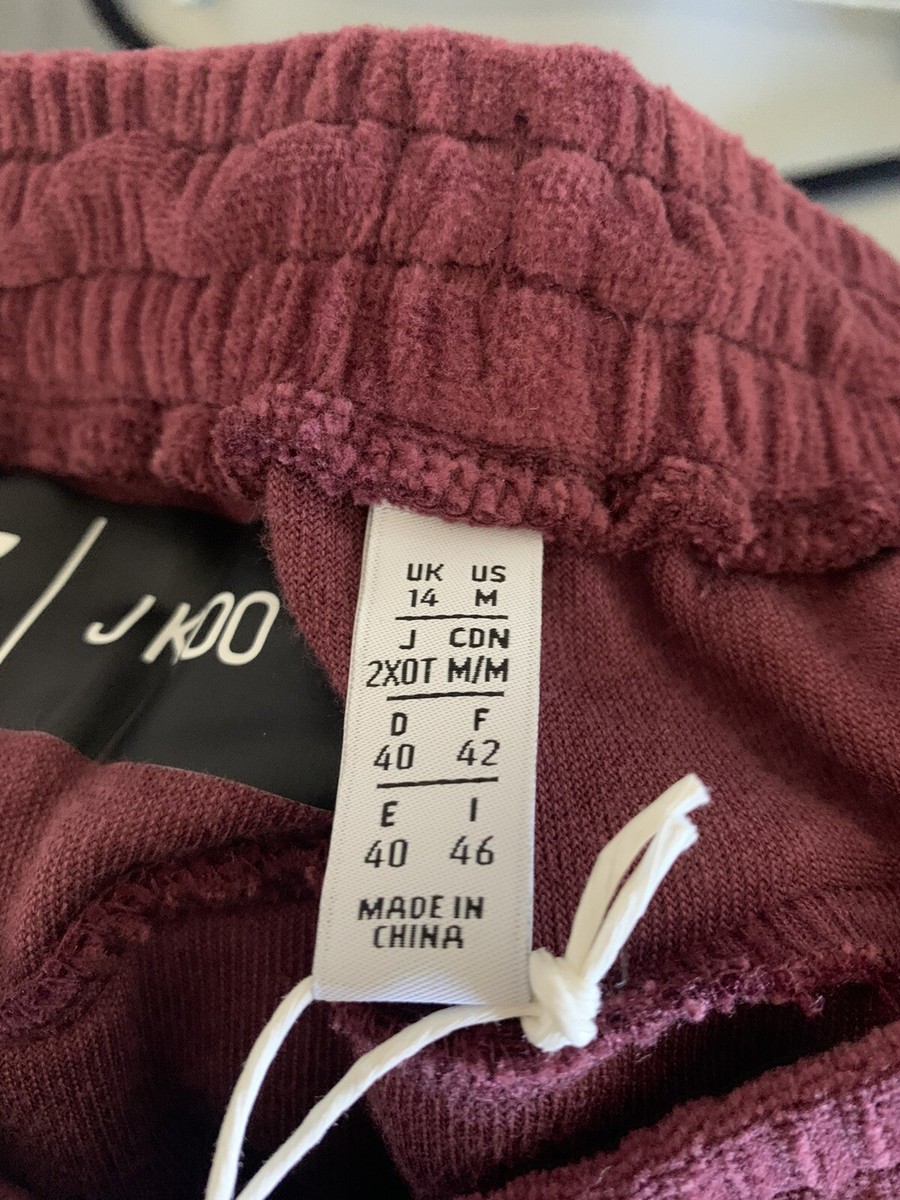 J KOO
UK US
14 M
J CDN
2XOT M/M
D F
40 42
E I
40 46
MADE IN
CHINA